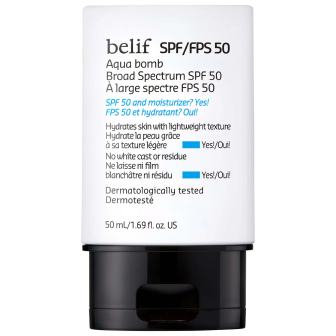 belif SPF/FPS 50
Aqua bomb
Broad Spectrum SPF 50
À large spectre FPS 50
SPF 50 and moisturizer? Yes!
FPS 50 et hydratant? Oui!
Hydrates skin with lightweight texture
Hydrate la peau grâce
à sa texture légère Yes!/Oui!
No white cast or residue
Ne laisse ni film
blanchâtre ni résidu Yes!/Oui!
Dermatologically tested
Dermotesté
50 mL/1.69 fl. oz. US